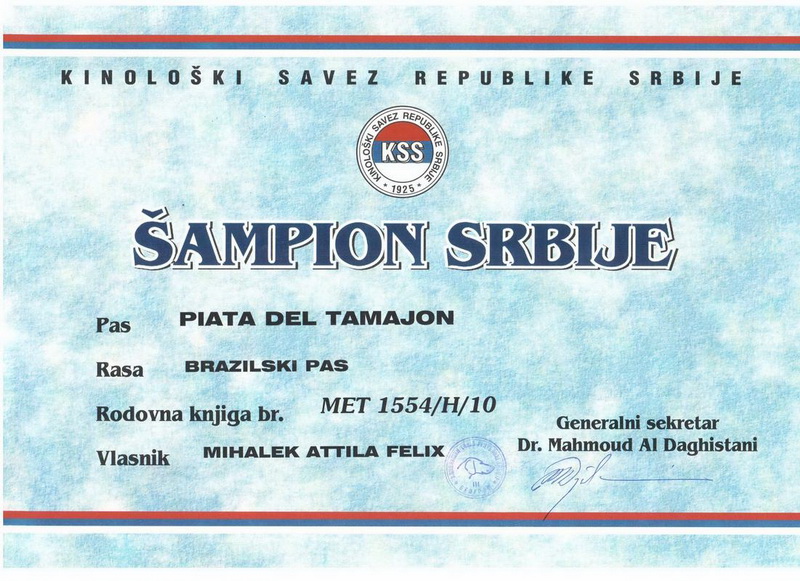 KINOLOŠKI SAVEZ REPUBLIKE SRBIJE
KINOLOŠKI SAVEZ REPUBLIKE SRBIJE
KSS
* 1925 *
ŠAMPION SRBIJE
Pas PIATA DEL TAMAJON
Rasa BRAZILSKI PAS
Rodovna knjiga br. MET 1554/H/10
Generalni sekretar
Vlasnik MIHALEK ATTILA FELIX
Dr. Mahmoud Al Daghistani